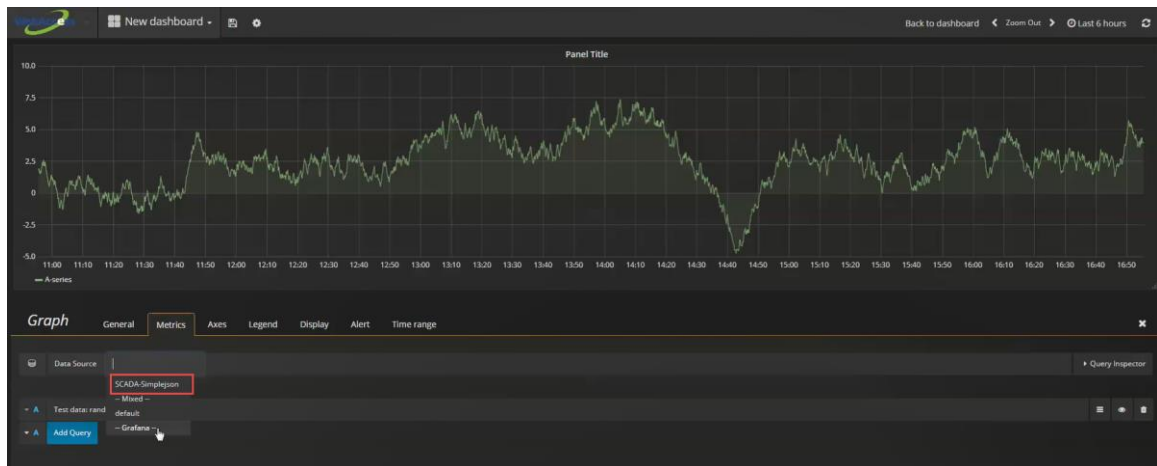 New dashboard
Back to dashboard Zoom Out Last 6 hours
Panel Title
10.0
7.5
5.0
2.5
0
-2.5
-5.0
11:00 11:10 11:20 11:30 11:40 11:50 12:00 12:10 12:20 12:30 12:40 12:50 13:00 13:10 13:20 13:30 13:40 13:50 14:00 14:10 14:20 14:30 14:40 14:50 15:00 15:10 15:20 15:30 15:40 15:50 16:00 16:10 16:20 16:30 16:40 16:50
A-series
Graph General Metrics Axes Legend Display Alert Time range
Data Source Query Inspector
SCADA-Simplejson
-- Mixed --
A Test data: rand
default
A Add Query
-- Grafana --